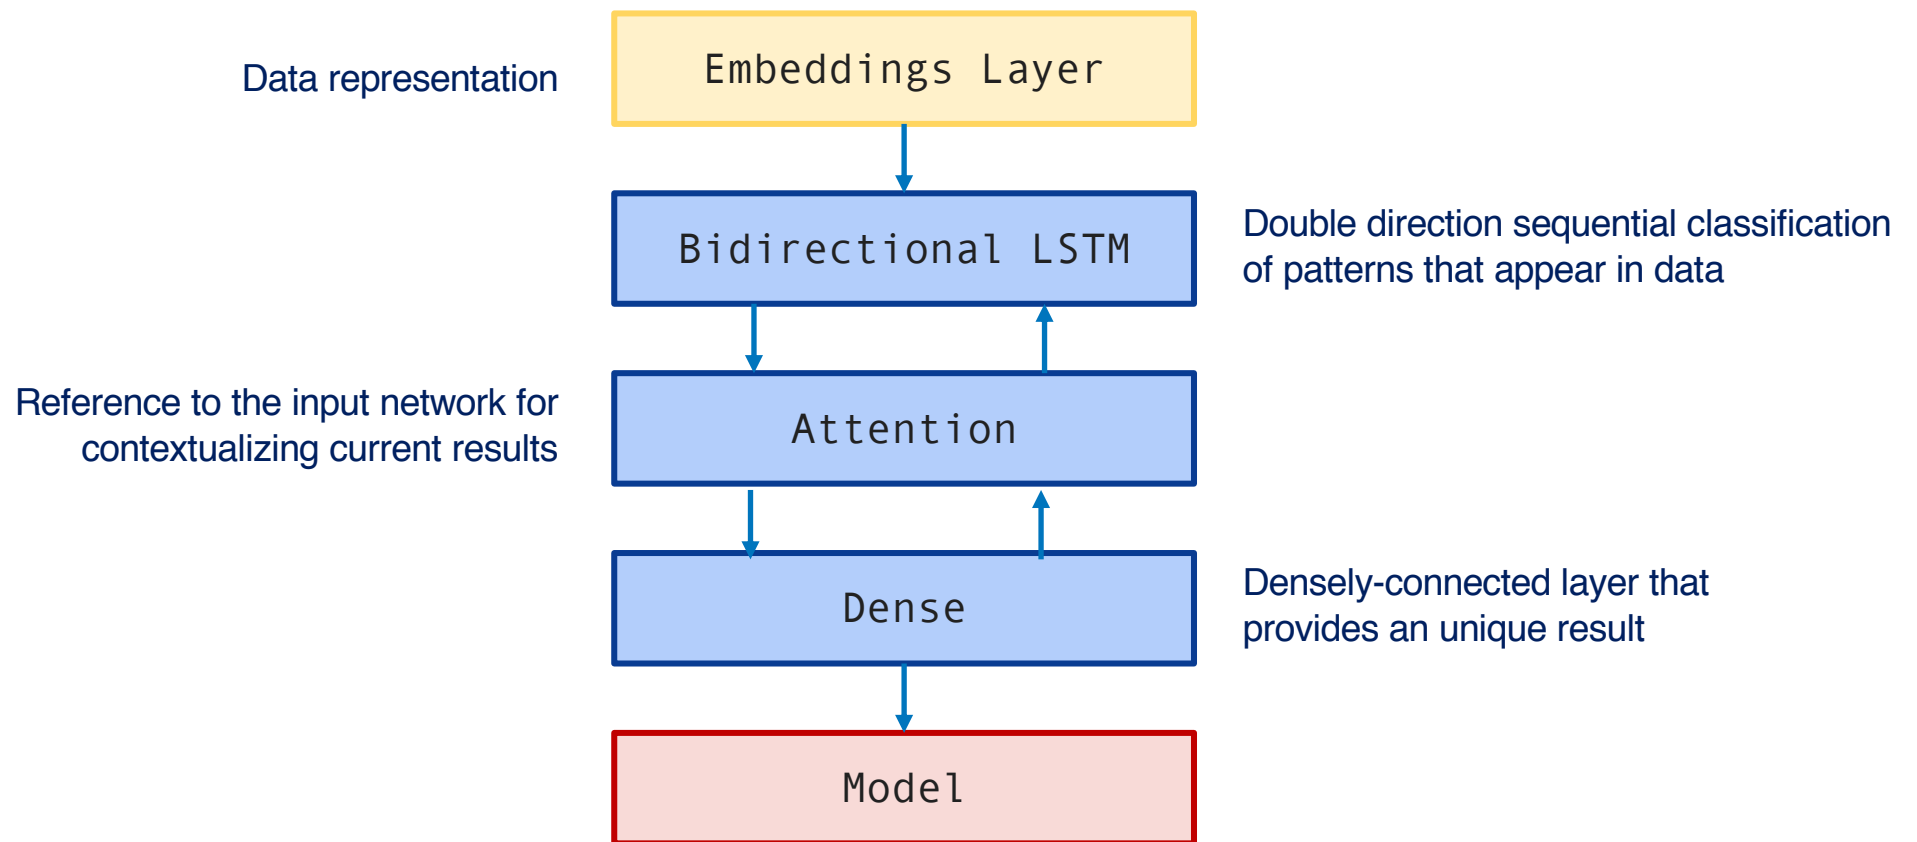 Data representation
Embeddings Layer
Bidirectional LSTM
Double direction sequential classification
of patterns that appear in data
Reference to the input network for
contextualizing current results
Attention
Dense
Densely-connected layer that
provides an unique result
Model